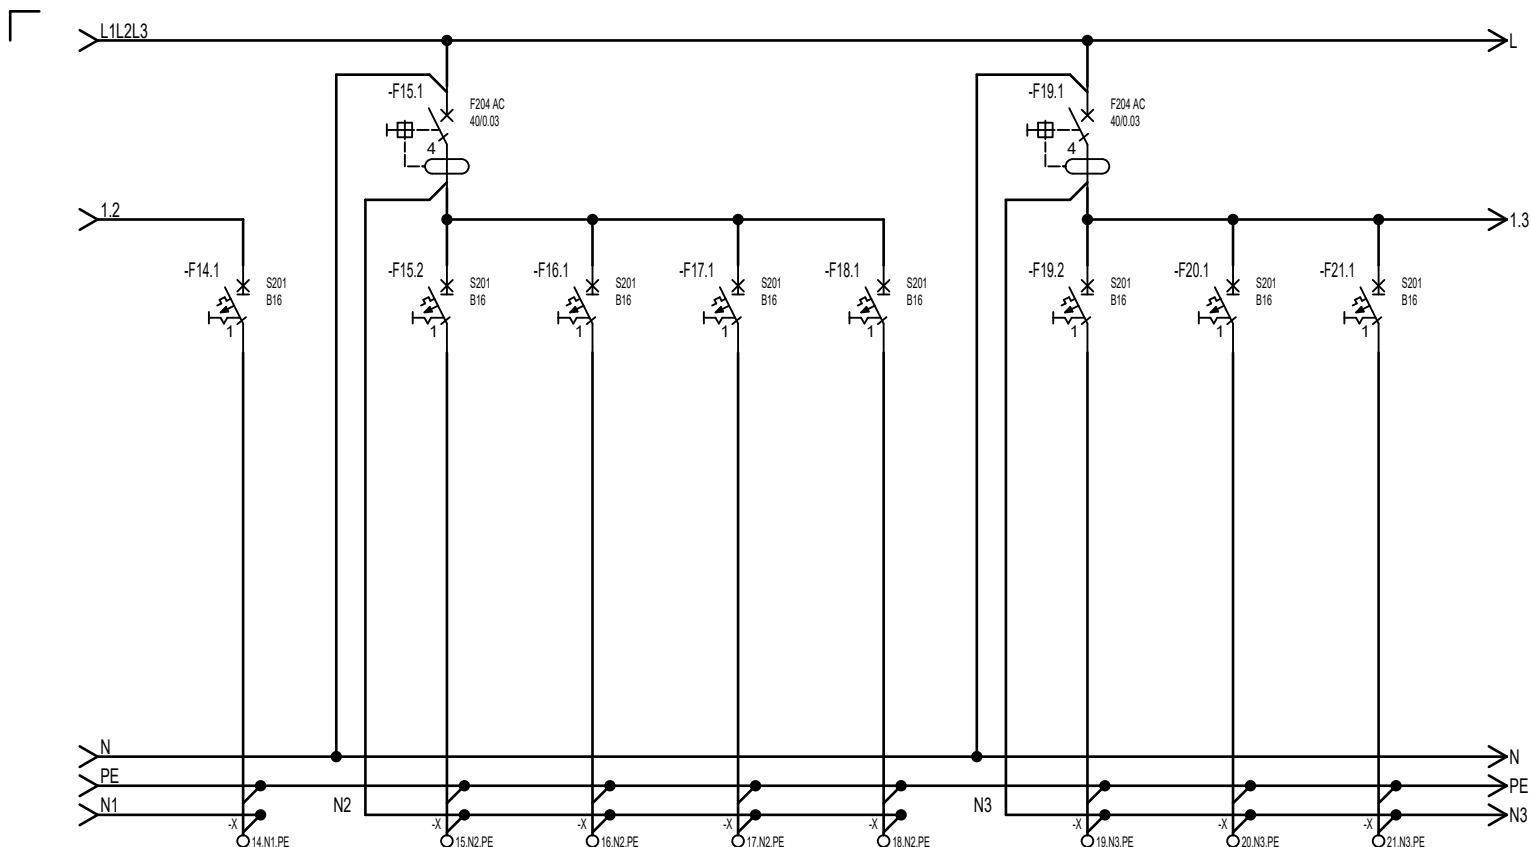 L1L2L3
L
-F15.1
F204 AC
40/0.03
4
-F19.1
F204 AC
40/0.03
4
1.2
1.3
-F14.1
S201
B16
1
-F15.2
S201
B16
1
-F16.1
S201
B16
1
-F17.1
S201
B16
1
-F18.1
S201
B16
1
-F19.2
S201
B16
1
-F20.1
S201
B16
1
-F21.1
S201
B16
1
N
N
PE
PE
N1
N2
N3
N3
-X
14.N1.PE
-X
15.N2.PE
-X
16.N2.PE
-X
17.N2.PE
-X
18.N2.PE
-X
19.N3.PE
-X
20.N3.PE
-X
21.N3.PE